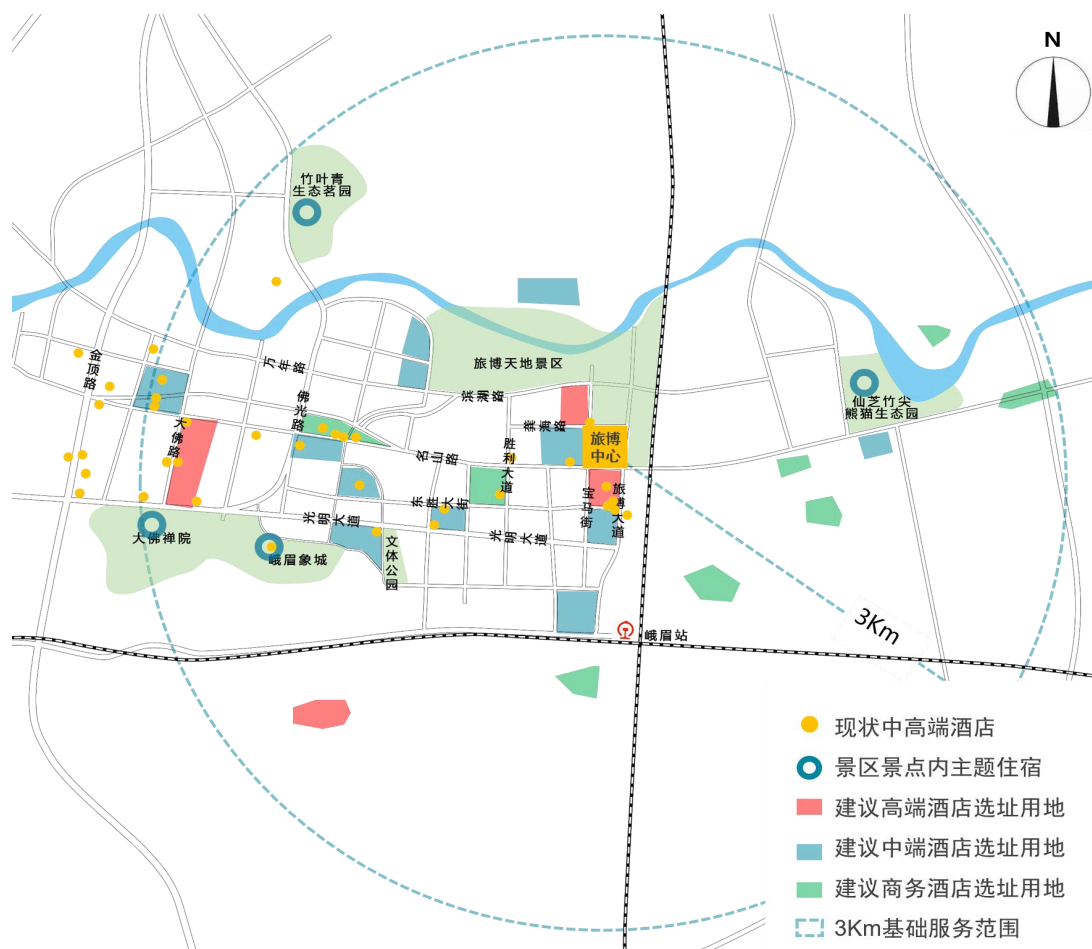 N
竹叶青
生态茗园
金顶路
万年路
旅博天地景区
滨湖路
仙芝竹尖
熊猫生态园
佛光路
大佛路
名山路
胜利大道
旅博
中心
东胜大街
宝马街
旅博大道
光明大道
光明大道
大佛禅院
峨眉象城
文体公园
峨眉站
3Km
现状中高端酒店
景区景点内主题住宿
建议高端酒店选址用地
建议中端酒店选址用地
建议商务酒店选址用地
3Km基础服务范围